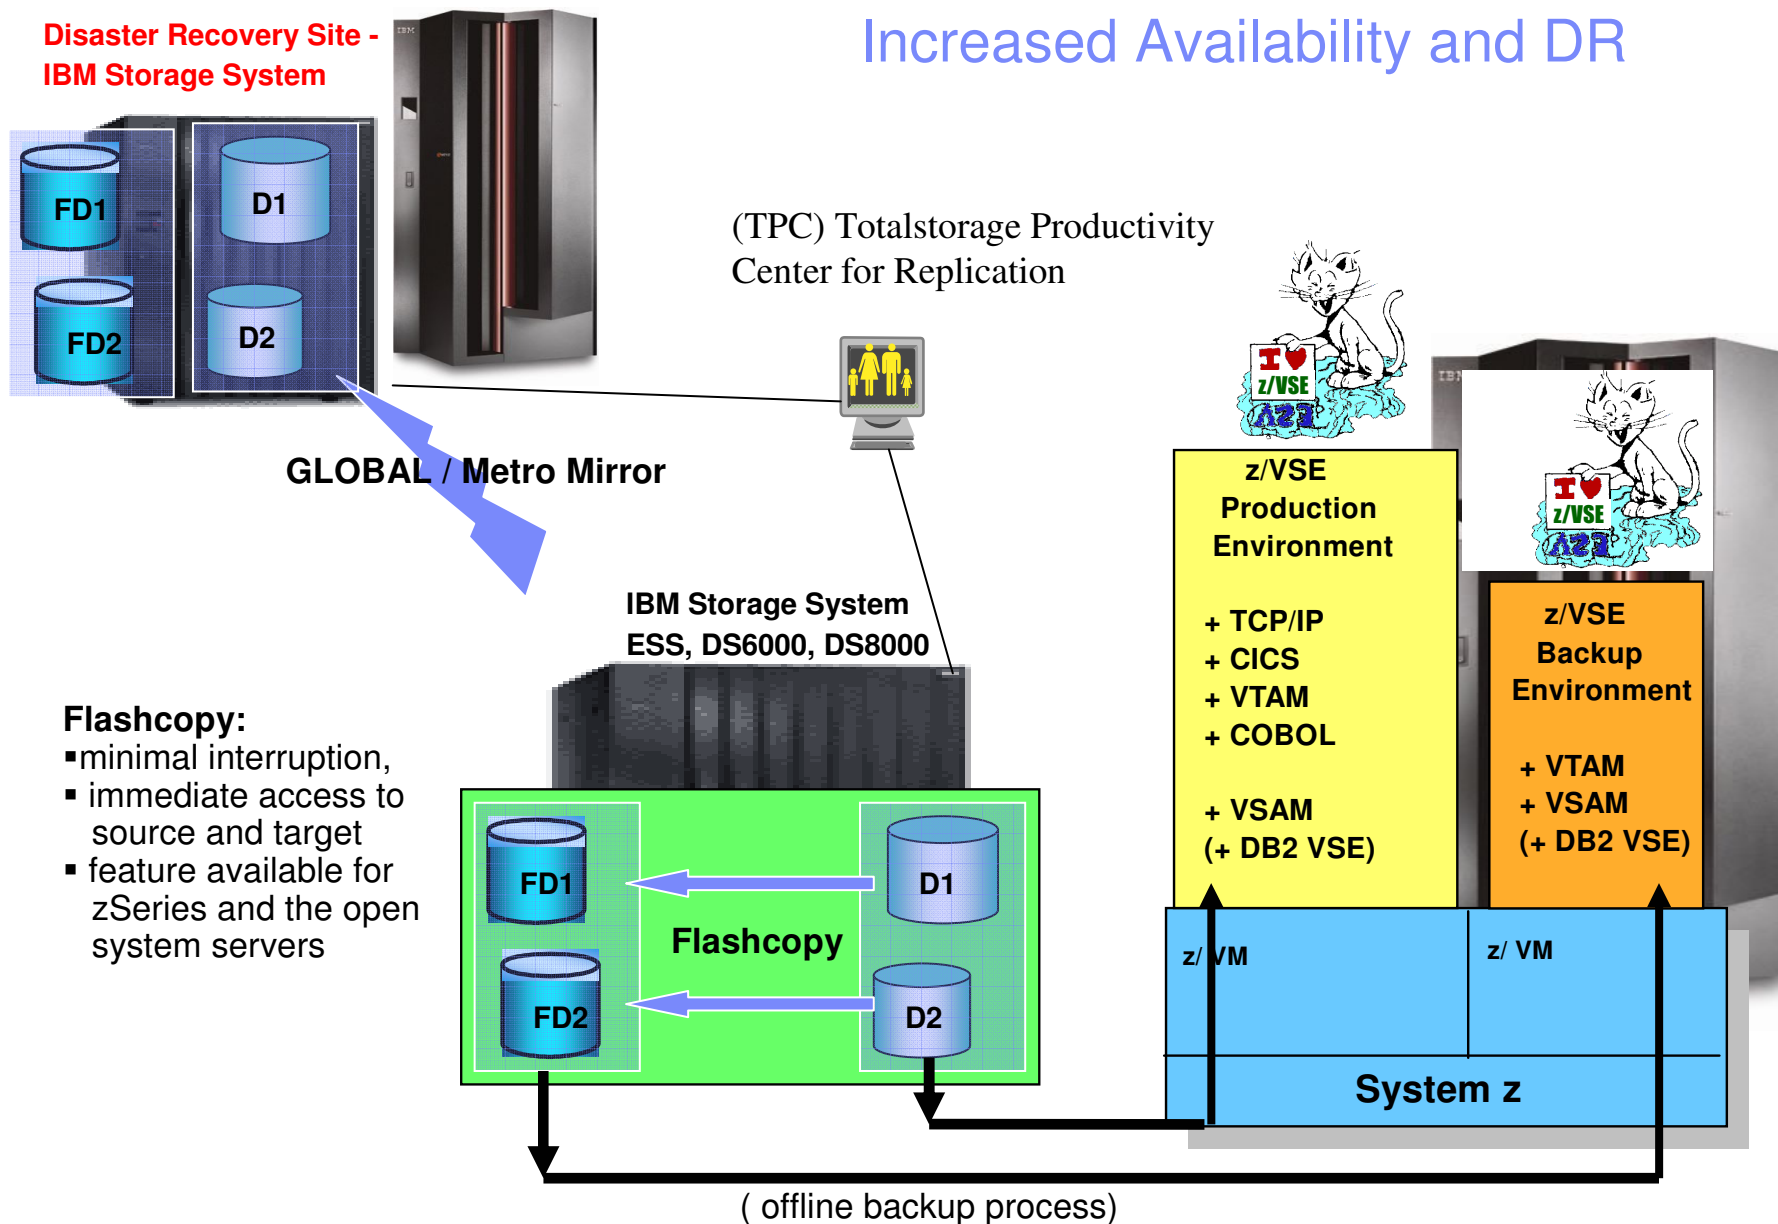 Increased Availability and DR
Disaster Recovery Site -
IBM Storage System
IBM
FD1
D1
FD2
D2
(TPC) Totalstorage Productivity
Center for Replication
GLOBAL / Metro Mirror
IBM Storage System
ESS, DS6000, DS8000
Flashcopy:
▪minimal interruption,
▪ immediate access to
source and target
▪ feature available for
zSeries and the open
system servers
FD1
D1
Flashcopy
FD2
D2
( offline backup process)
I ♥
z/VSE
z/VSE
Production
Environment
+ TCP/IP
+ CICS
+ VTAM
+ COBOL
+ VSAM
(+ DB2 VSE)
IBM
I ♥
z/VSE
z/VSE
Backup
Environment
+ VTAM
+ VSAM
(+ DB2 VSE)
z/ VM
z/ VM
System z